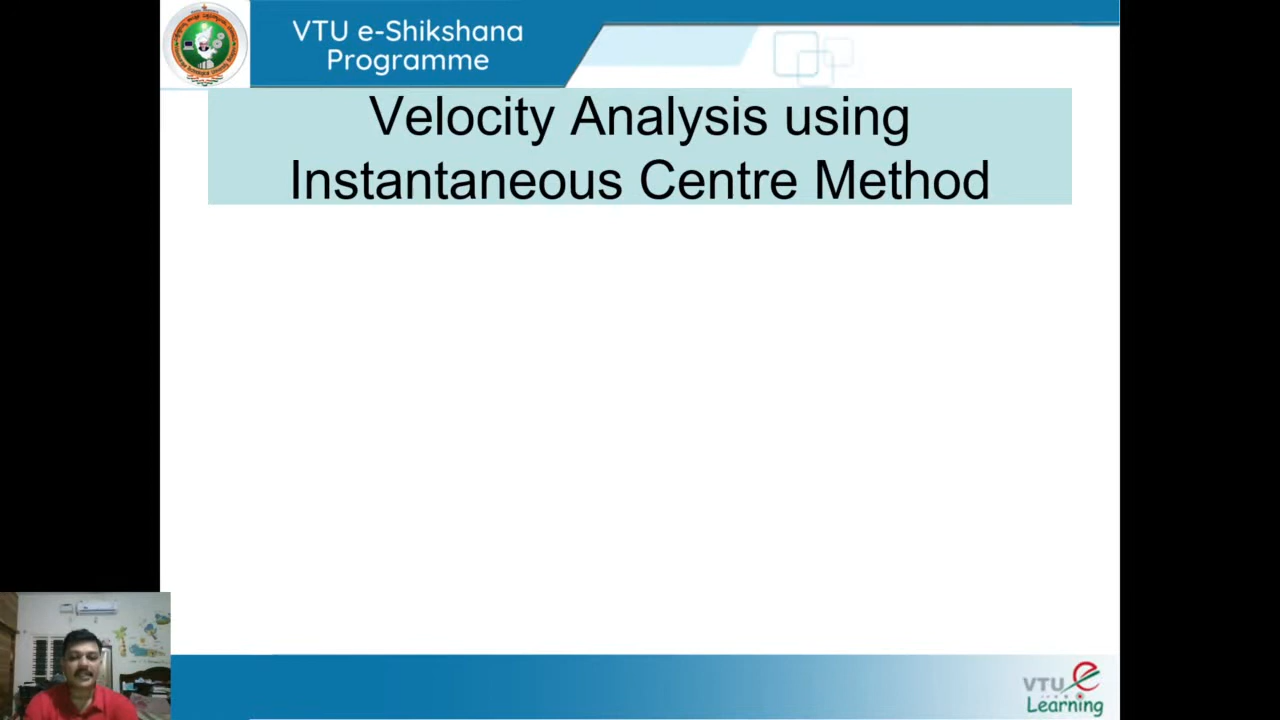 VTU e-Shikshana
Programme
Velocity Analysis using
Instantaneous Centre Method
VTU
Learning